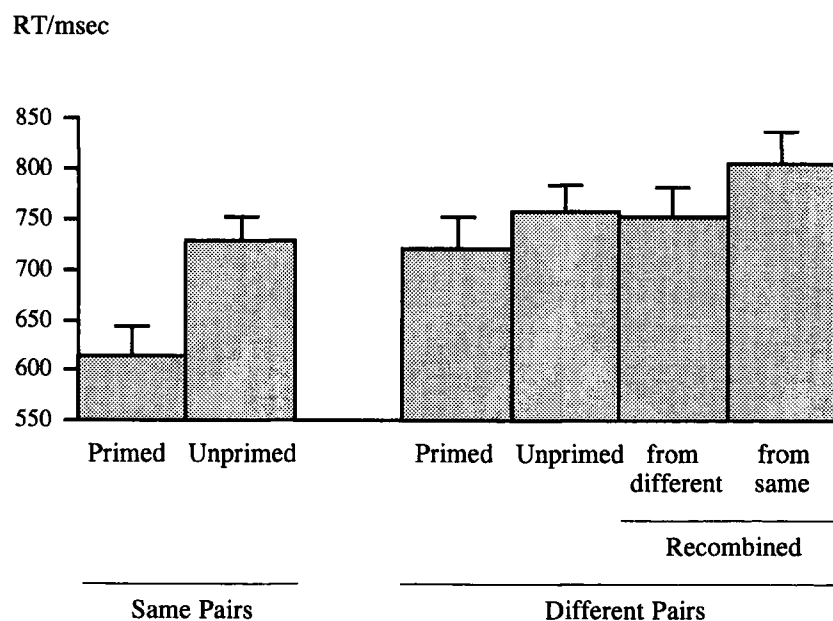 RT/msec
850
800
750
700
650
600
550
Primed Unprimed Primed Unprimed from different from same
Recombined
Same Pairs Different Pairs